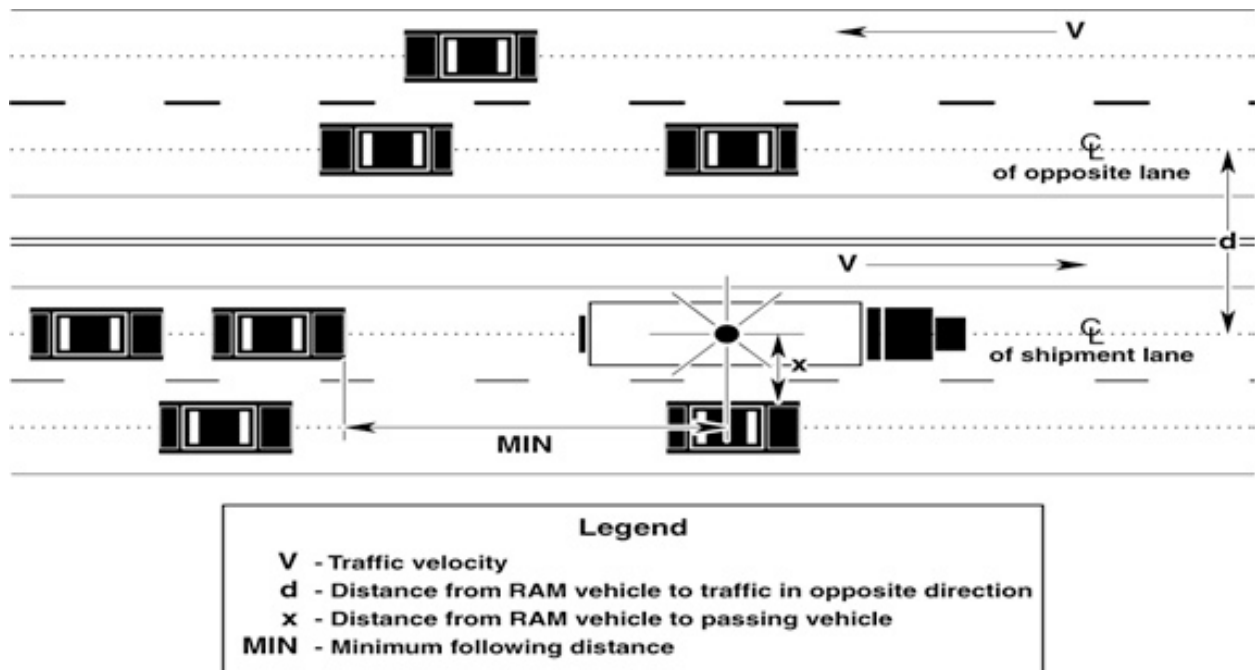 V
℄
of opposite lane
d
V
℄
of shipment lane
x
MIN
Legend
V - Traffic velocity
d - Distance from RAM vehicle to traffic in opposite direction
x - Distance from RAM vehicle to passing vehicle
MIN - Minimum following distance